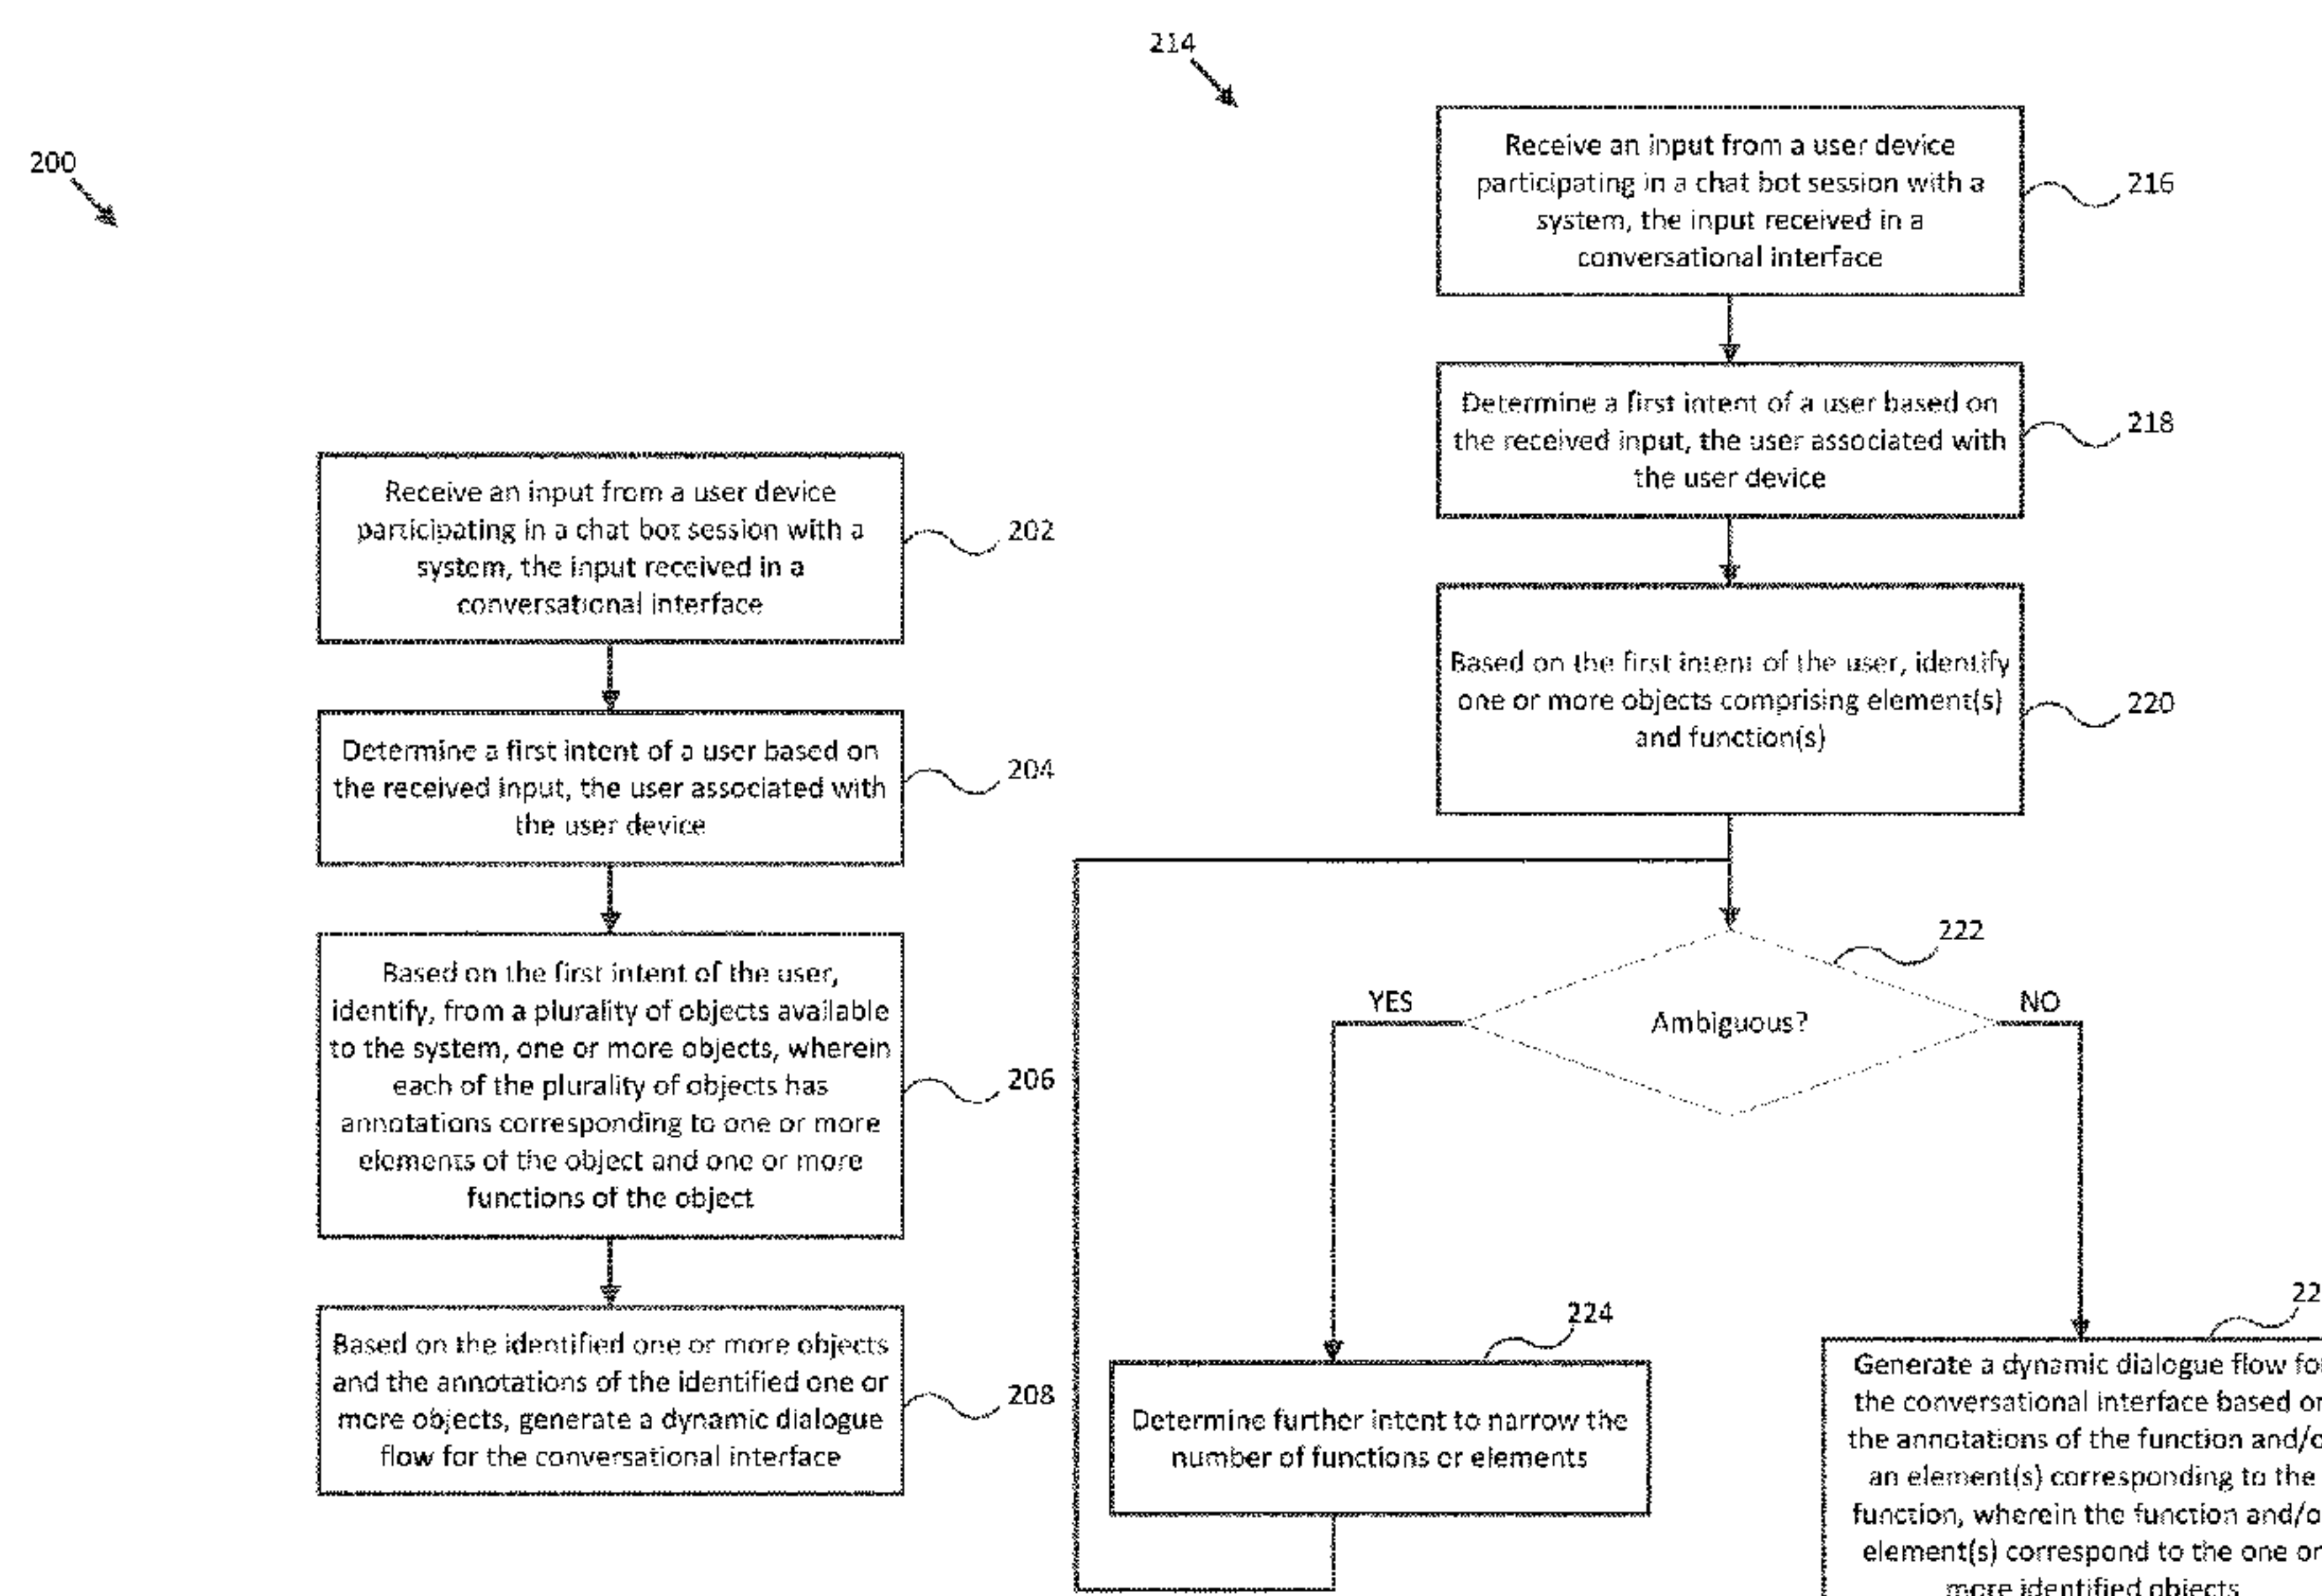 200
Receive an input from a user device
participating in a chat bot session with a
system, the input received in a
conversational interface
202
Determine a first intent of a user based on
the received input, the user associated with
the user device
204
Based on the first intent of the user,
identify, from a plurality of objects available
to the system, one or more objects, wherein
each of the plurality of objects has
annotations corresponding to one or more
elements of the object and one or more
functions of the object
206
Based on the identified one or more objects
and the annotations of the identified one or
more objects, generate a dynamic dialogue
flow for the conversational interface
208
214
Receive an input from a user device
participating in a chat bot session with a
system, the input received in a
conversational interface
216
Determine a first intent of a user based on
the received input, the user associated with
the user device
218
Based on the first intent of the user, identify
one or more objects comprising element(s)
and function(s)
220
222
YES
Ambiguous?
NO
224
Determine further intent to narrow the
number of functions or elements
Generate a dynamic dialogue flow for
the conversational interface based
the annotations of the function
an element(s) corresponding to the
function, wherein the function
element(s) correspond to the one
more identified objects